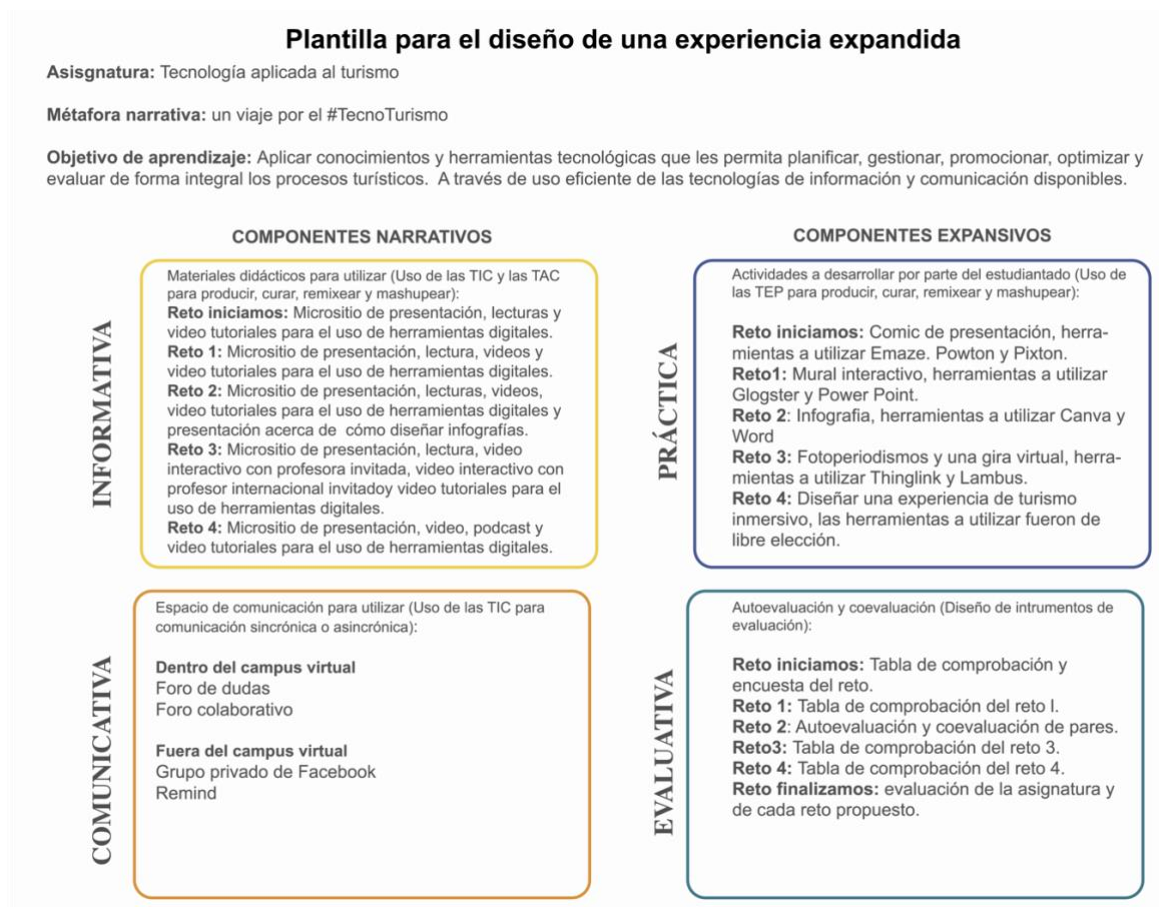 Plantilla para el diseño de una experiencia expandida
Asisgnatura: Tecnología aplicada al turismo
Métafora narrativa: un viaje por el #TecnoTurismo
Objetivo de aprendizaje: Aplicar conocimientos y herramientas tecnológicas que les permita planificar, gestionar, promocionar, optimizar y
evaluar de forma integral los procesos turísticos. A través de uso eficiente de las tecnologías de información y comunicación disponibles.
COMPONENTES NARRATIVOS
INFORMATIVA
Materiales didácticos para utilizar (Uso de las TIC y las TAC
para producir, curar, remixear y mashupear):
Reto iniciamos: Micrositio de presentación, lecturas y
video tutoriales para el uso de herramientas digitales.
Reto 1: Micrositio de presentación, lectura, videos y
video tutoriales para el uso de herramientas digitales.
Reto 2: Micrositio de presentación, lecturas, videos,
video tutoriales para el uso de herramientas digitales y
presentación acerca de cómo diseñar infografías.
Reto 3: Micrositio de presentación, lectura, video
interactivo con profesora invitada, video interactivo con
profesor internacional invitadoy video tutoriales para el
uso de herramientas digitales.
Reto 4: Micrositio de presentación, video, podcast y
video tutoriales para el uso de herramientas digitales.
COMPONENTES EXPANSIVOS
PRÁCTICA
Actividades a desarrollar por parte del estudiantado (Uso de
las TEP para producir, curar, remixear y mashupear):
Reto iniciamos: Comic de presentación, herra-
mientas a utilizar Emaze. Powton y Pixton.
Reto1: Mural interactivo, herramientas a utilizar
Glogster y Power Point.
Reto 2: Infografia, herramientas a utilizar Canva y
Word
Reto 3: Fotoperiodismos y una gira virtual, herra-
mientas a utilizar Thinglink y Lambus.
Reto 4: Diseñar una experiencia de turismo
inmersivo, las herramientas a utilizar fueron de
libre elección.
COMUNICATIVA
Espacio de comunicación para utilizar (Uso de las TIC para
comunicación sincrónica o asincrónica):
Dentro del campus virtual
Foro de dudas
Foro colaborativo
Fuera del campus virtual
Grupo privado de Facebook
Remind
EVALUATIVA
Autoevaluación y coevaluación (Diseño de intrumentos de
evaluación):
Reto iniciamos: Tabla de comprobación y
encuesta del reto.
Reto 1: Tabla de comprobación del reto I.
Reto 2: Autoevaluación y coevaluación de pares.
Reto3: Tabla de comprobación del reto 3.
Reto 4: Tabla de comprobación del reto 4.
Reto finalizamos: evaluación de la asignatura y
de cada reto propuesto.